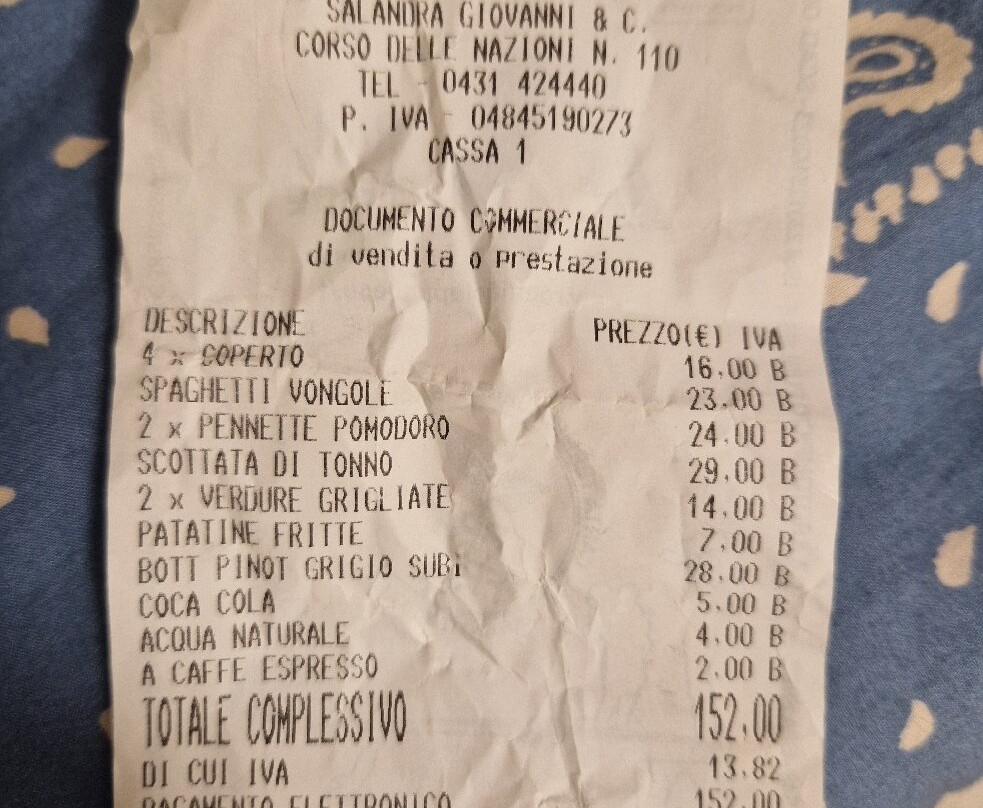 SALANDRA GIOVANNI & C.
CORSO DELLE NAZIONI N. 110
TEL - 0431 424440
P. IVA - 04845190273
CASSA 1
DOCUMENTO COMMERCIALE
di vendita o prestazione
DESCRIZIONE PREZZO(€) IVA
4 x COPERTO 16.00 B
SPAGHETTI VONGOLE 23.00 B
2 x PENNETTE POMODORO 24.00 B
SCOTTATA DI TONNO 29.00 B
2 x VERDURE GRIGLIATE 14.00 B
PATATINE FRITTE 7.00 B
BOTT PINOT GRIGIO SUBi 28.00 B
COCA COLA 5.00 B
ACQUA NATURALE 4.00 B
A CAFFE ESPRESSO 2.00 B
TOTALE COMPLESSIVO 152.00
DI CUI IVA 13.82
PAGAMENTO ELETTRONICO 152.00